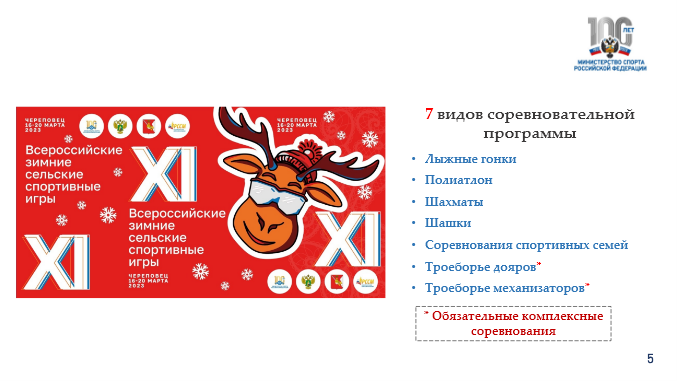 100 ЛЕТ
МИНИСТЕРСТВО СПОРТА
РОССИЙСКОЙ ФЕДЕРАЦИИ
ЧЕРЕПОВЕЦ
16-20 МАРТА
2023
ЧЕРЕПОВЕЦ
16-20 МАРТА
2023
Всероссийские
зимние
сельские
спортивные
игры
XI
Всероссийские
зимние
сельские
спортивные
игры
XI
XI
ЧЕРЕПОВЕЦ
16-20 МАРТА
2023
7 видов соревновательной
программы
• Лыжные гонки
• Полиатлон
• Шахматы
• Шашки
• Соревнования спортивных семей
• Троеборье дояров*
• Троеборье механизаторов*
* Обязательные комплексные
соревнования
5